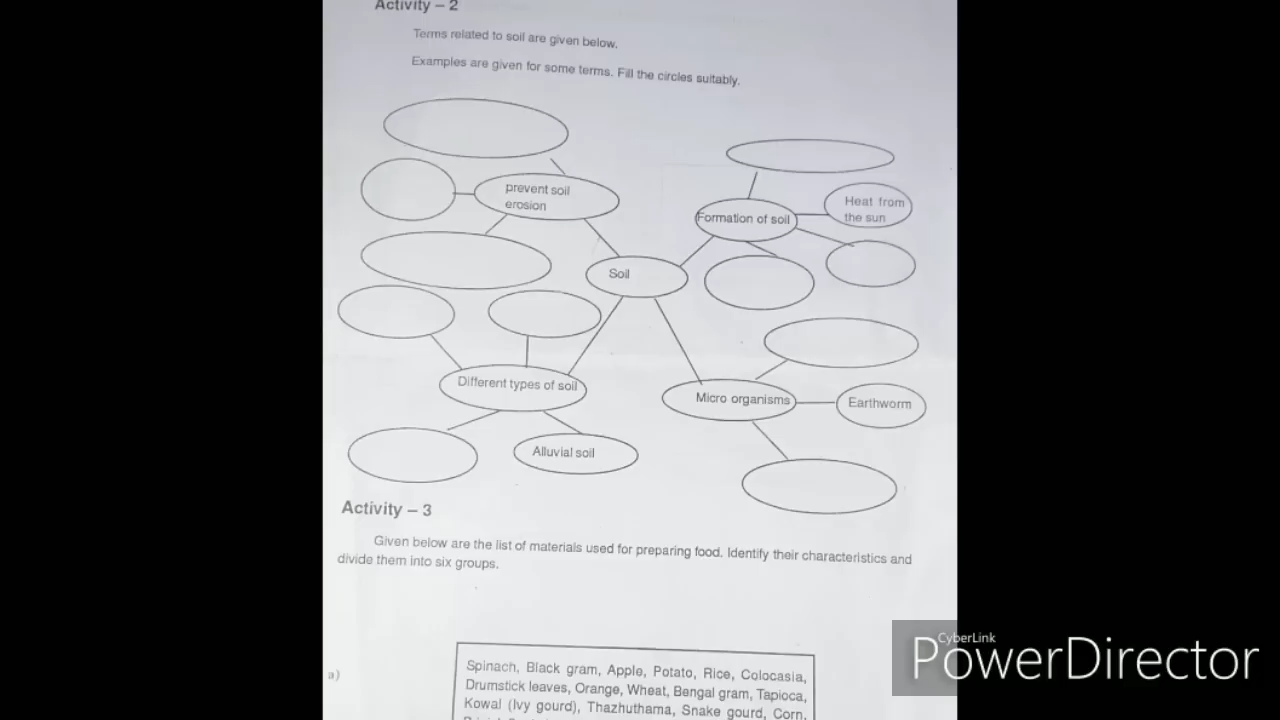 Activity – 2
Terms related to soil are given below.
Examples are given for some terms. Fill the circles suitably.
prevent soil
erosion
Formation of soil
Heat from
the sun
Soil
Different types of soil
Micro organisms
Earthworm
Alluvial soil
Activity – 3
Given below are the list of materials used for preparing food. Identify their characteristics and
divide them into six groups.
a)
Spinach, Black gram, Apple, Potato, Rice, Colocasia,
Drumstick leaves, Orange, Wheat, Bengal gram, Tapioca,
Kowal (Ivy gourd), Thazhuthama, Snake gourd, Corn,
CyberLink
PowerDirector